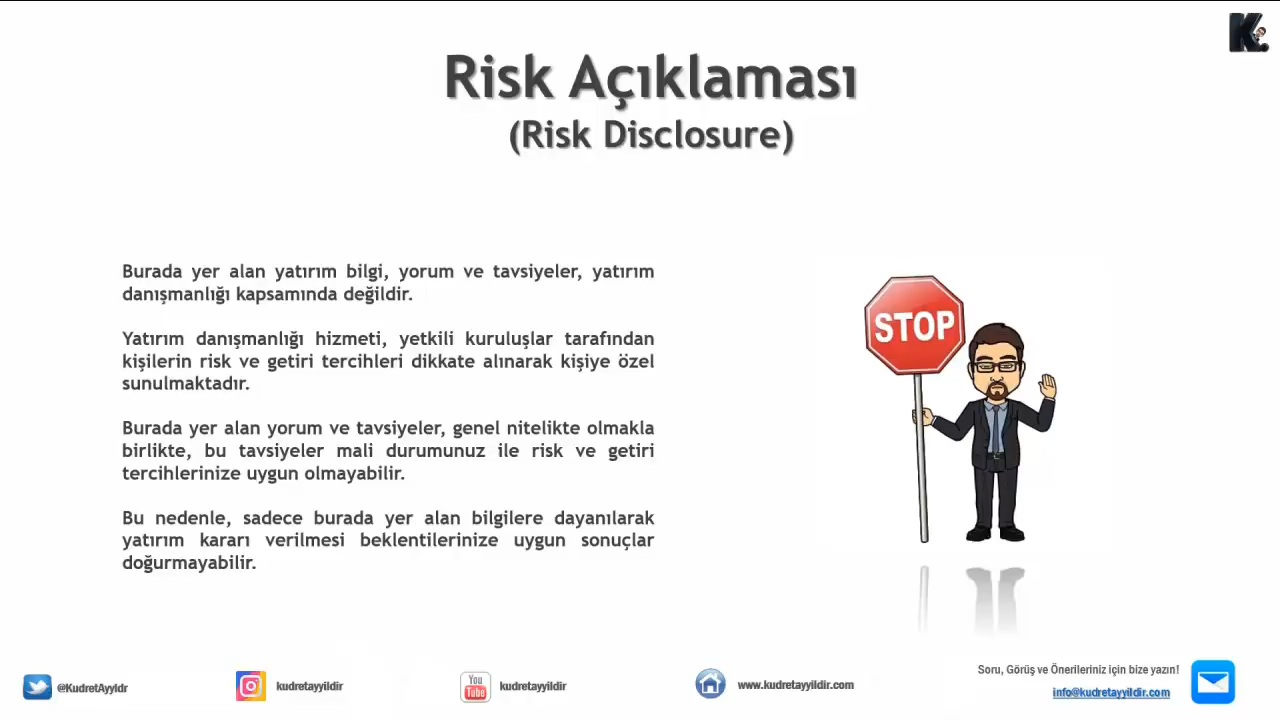 K.
Risk Açıklaması
(Risk Disclosure)
Burada yer alan yatırım bilgi, yorum ve tavsiyeler, yatırım
danışmanlığı kapsamında değildir.
Yatırım danışmanlığı hizmeti, yetkili kuruluşlar tarafından
kişilerin risk ve getiri tercihleri dikkate alınarak kişiye özel
sunulmaktadır.
Burada yer alan yorum ve tavsiyeler, genel nitelikte olmakla
birlikte, bu tavsiyeler mali durumunuz ile risk ve getiri
tercihlerinize uygun olmayabilir.
Bu nedenle, sadece burada yer alan bilgilere dayanılarak
yatırım kararı verilmesi beklentilerinize uygun sonuçlar
doğurmayabilir.
STOP
@KudretAyyldr
kudretayyildir
You
Tube
kudretayyildir
www.kudretayyildir.com
Soru, Görüş ve Önerileriniz için bize yazın!
info@kudretayyildir.com